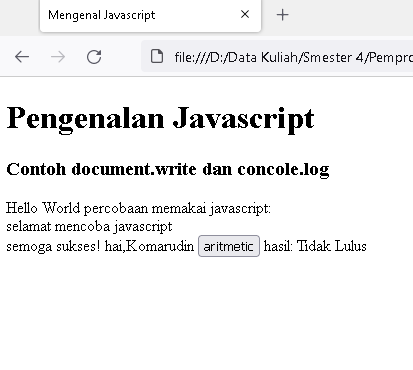 Mengenal Javascript
file:///D:/Data Kuliah/Smester 4/Pempro
Pengenalan Javascript
Contoh document.write dan concole.log
Hello World percobaan memakai javascript:
selamat mencoba javascript
semoga sukses! hai,Komarudin aritmetic hasil: Tidak Lulus